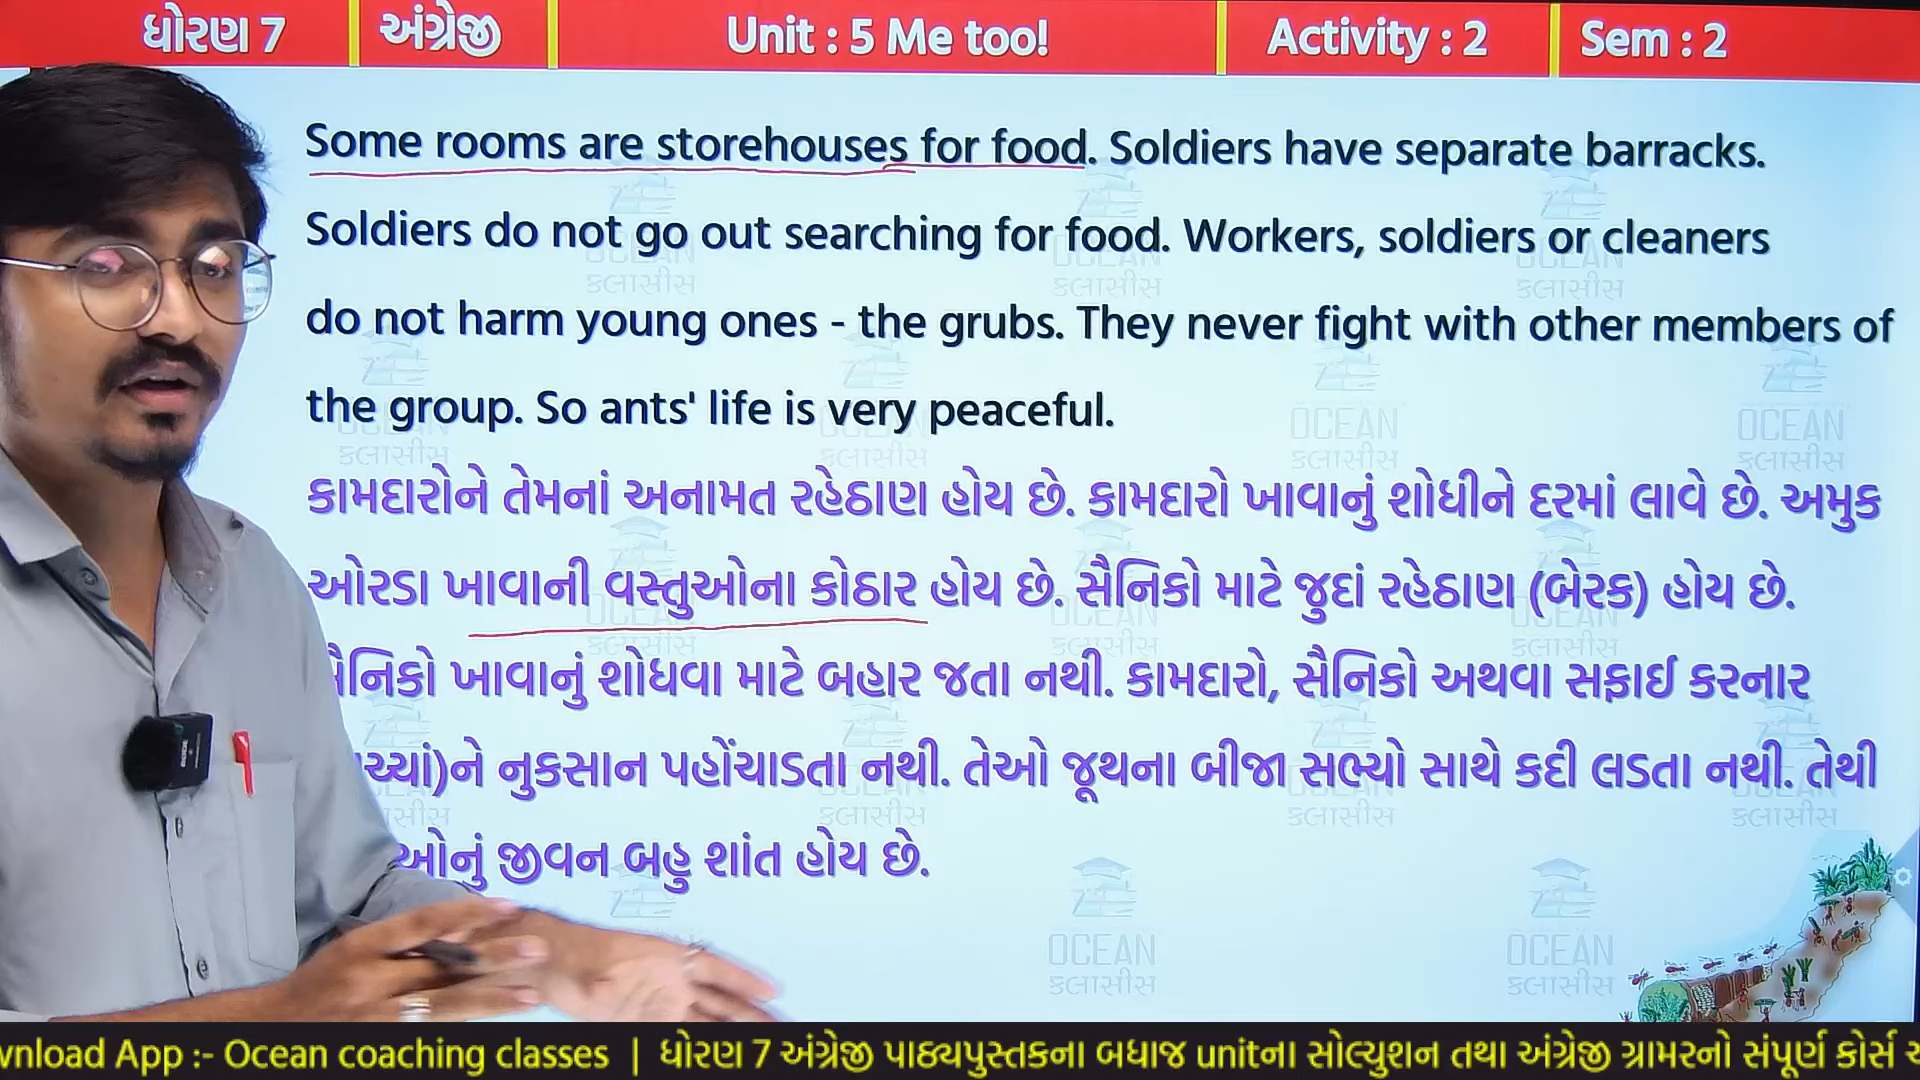 ધોરણ 7
અંગ્રેજી
Unit : 5 Me too!
Activity : 2
Sem : 2
Some rooms are storehouses for food. Soldiers have separate barracks.
Soldiers do not go out searching for food. Workers, soldiers or cleaners
do not harm young ones - the grubs. They never fight with other members of
the group. So ants' life is very peaceful.
કામદારોને તેમનાં અનામત રહેઠાણ હોય છે. કામદારો ખાવાનું શોધીને દરમાં લાવે છે. અમુક
ઓરડા ખાવાની વસ્તુઓના કોઠાર હોય છે. સૈનિકો માટે જુદાં રહેઠાણ (બેરક) હોય છે.
ખાવાનું શોધવા માટે બહાર જતા નથી. કામદારો, સૈનિકો અથવા સફાઈ કરનાર
નુકસાન પહોંચાડતા નથી. તેઓ જૂથના બીજા સભ્યો સાથે કદી લડતા નથી. તેથી
જીવન બહુ શાંત હોય છે.
OCEAN
કલાસીસ
App :- Ocean coaching classes | ધોરણ 7 અંગ્રેજી પાઠ્યપુસ્તકના બધાજ unitના સોલ્યુશન તથા અંગ્રેજી ગ્રામરનો સંપૂર્ણ કોર્સ